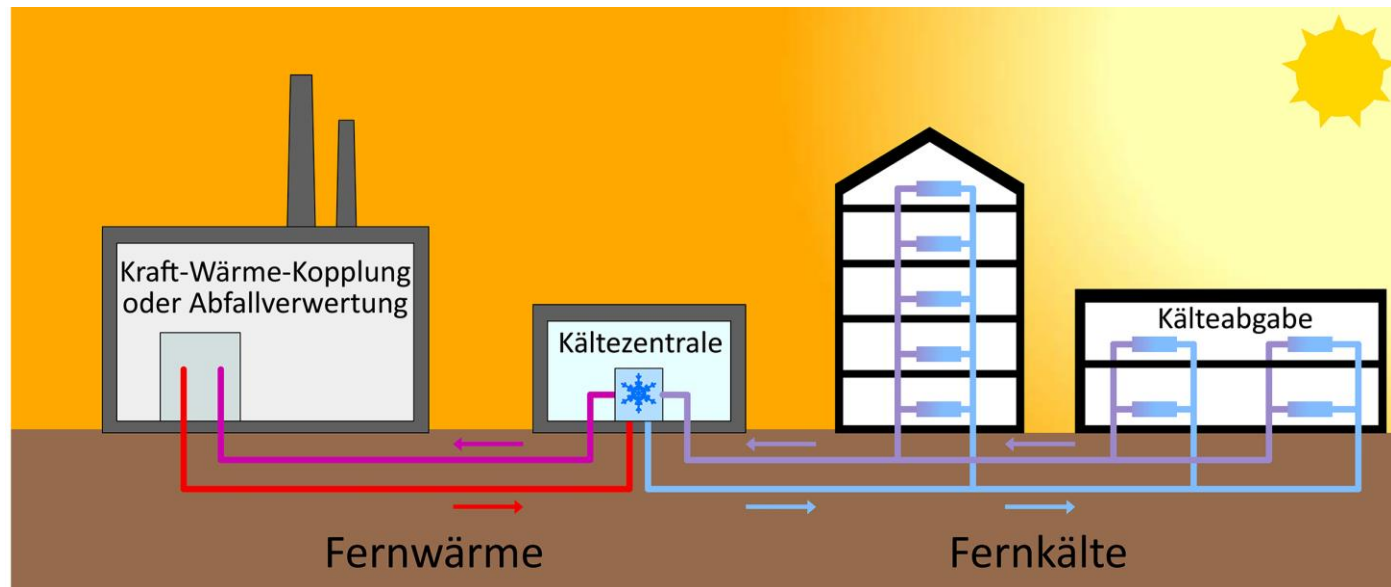 Kraft-Wärme-Kopplung
oder Abfallverwertung
Kältezentrale
Kälteabgabe
Fernwärme
Fernkälte